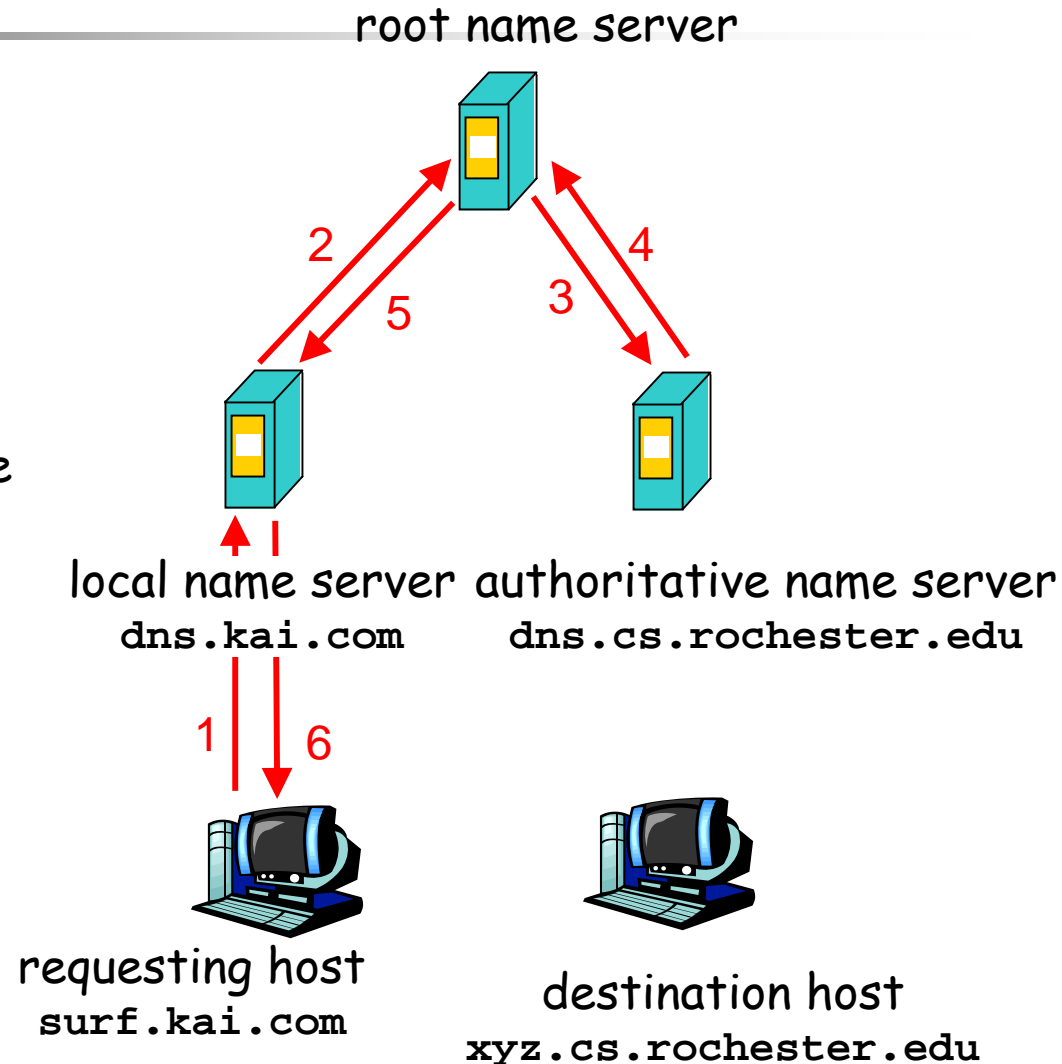 root name server
2
4
3
5
e
local name server
authoritative name server
dns.kai.com
dns.cs.rochester.edu
1
6
requesting host
surf.kai.com
destination host
xyz.cs.rochester.edu